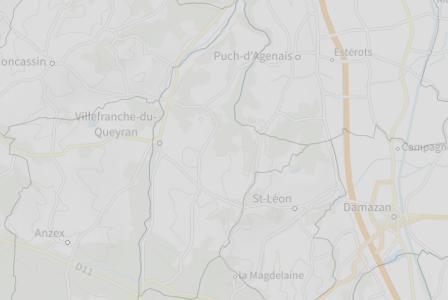 Puch-d'Agenais
Estérots
oncassin
Villefranche-du-
Queyran
Campagn
St-Léon
Damazan
Anzex
D11
la Magdelaine